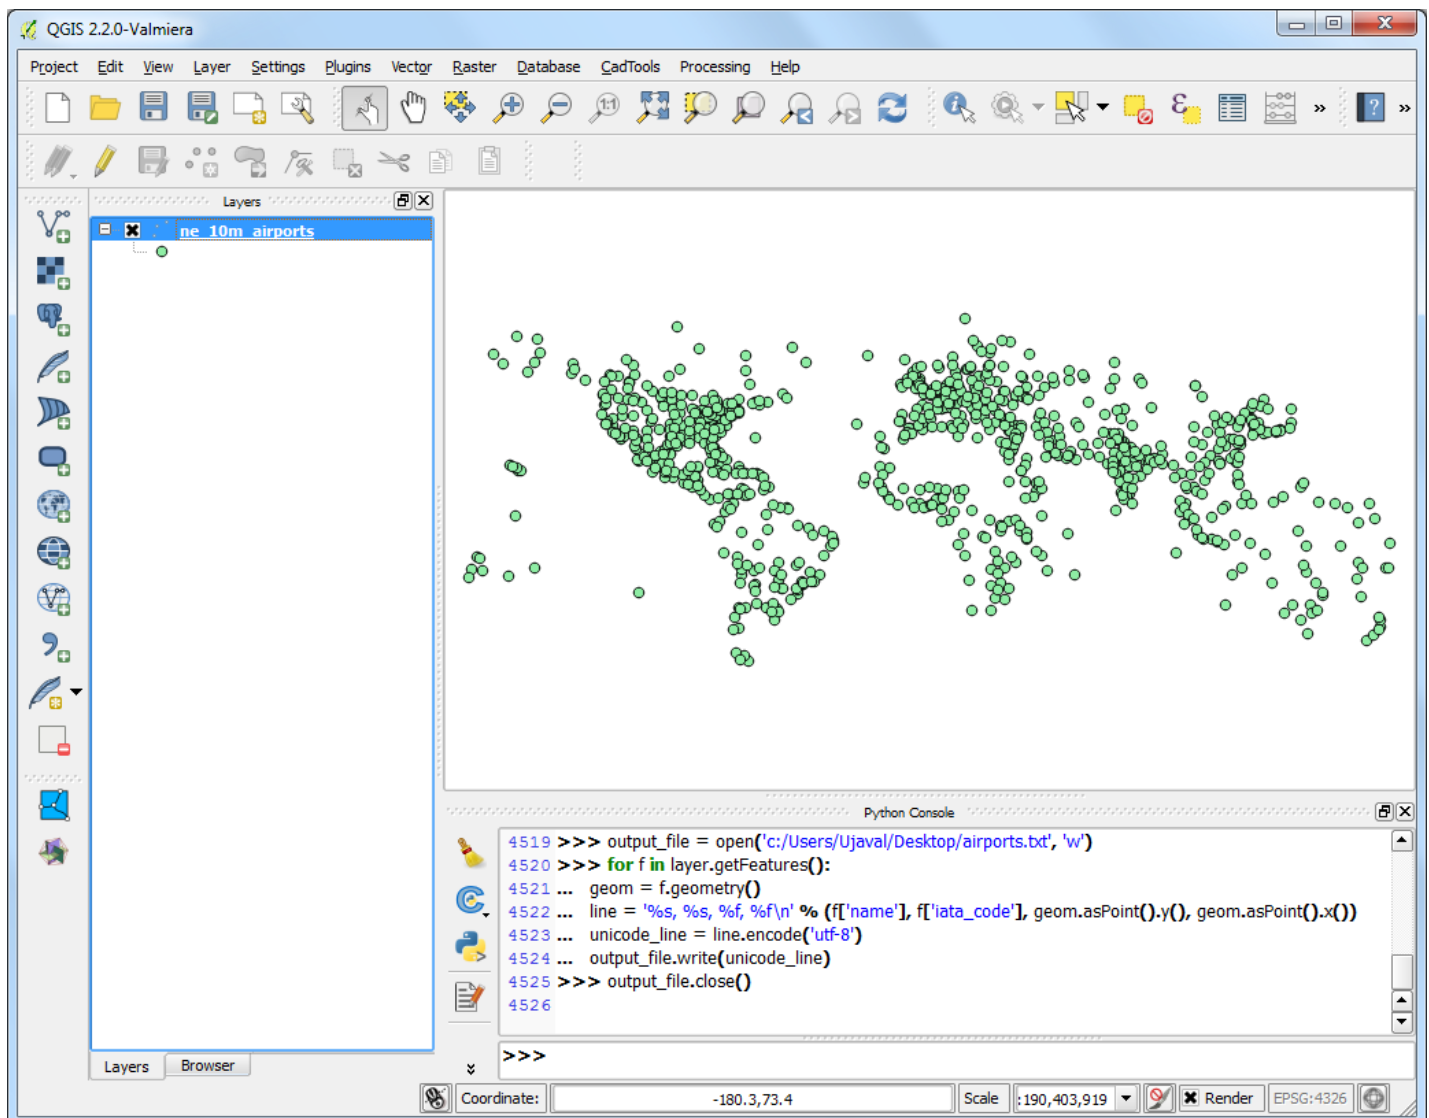 QGIS 2.2.0-Valmiera
Project Edit View Layer Settings Plugins Vector Raster Database CadTools Processing Help
1:1
ε
»
?
»
Layers
ne_10m_airports
Python Console
4519 >>> output_file = open('c:/Users/Ujaval/Desktop/airports.txt', 'w')
4520 >>> for f in layer.getFeatures():
4521 ... geom = f.geometry()
4522 ... line = '%s, %s, %f, %f\n' % (f['name'], f['iata_code'], geom.asPoint().y(), geom.asPoint().x())
4523 ... unicode_line = line.encode('utf-8')
4524 ... output_file.write(unicode_line)
4525 >>> output_file.close()
4526
>>>
Layers Browser
Coordinate: -180.3,73.4 Scale :190,403,919 Render EPSG:4326